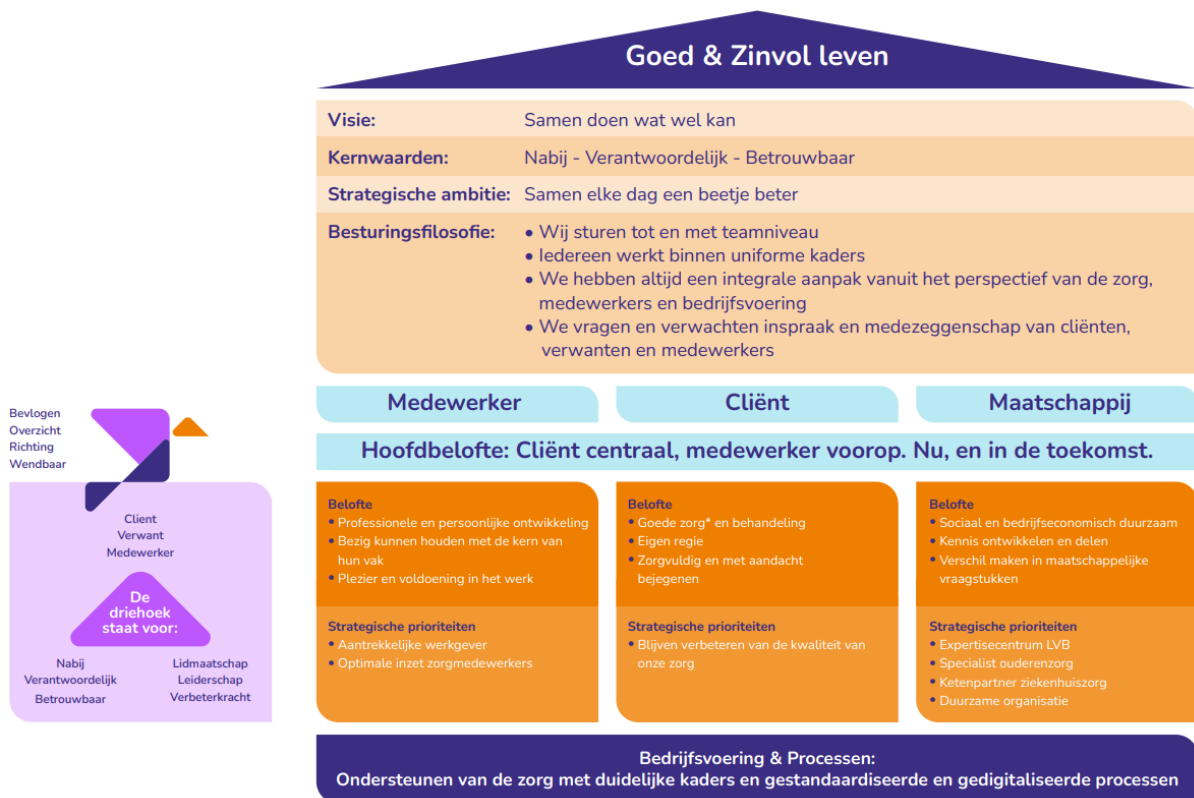 Goed & Zinvol leven
Visie: Samen doen wat wel kan
Kernwaarden: Nabij - Verantwoordelijk - Betrouwbaar
Strategische ambitie: Samen elke dag een beetje beter
Besturingsfilosofie: • Wij sturen tot en met teamniveau
• Iedereen werkt binnen uniforme kaders
• We hebben altijd een integrale aanpak vanuit het perspectief van de zorg,
medewerkers en bedrijfsvoering
• We vragen en verwachten inspraak en medezeggenschap van cliënten,
verwanten en medewerkers
Bevlogen
Overzicht
Richting
Wendbaar
Client
Verwant
Medewerker
De
driehoek
staat voor:
Nabij
Verantwoordelijk
Betrouwbaar
Lidmaatschap
Leiderschap
Verbeterkracht
Medewerker
Cliënt
Maatschappij
Hoofdbelofte: Cliënt centraal, medewerker voorop. Nu, en in de toekomst.
Belofte
• Professionele en persoonlijke ontwikkeling
• Bezig kunnen houden met de kern van
hun vak
• Plezier en voldoening in het werk
Strategische prioriteiten
• Aantrekkelijke werkgever
• Optimale inzet zorgmedewerkers
Belofte
• Goede zorg* en behandeling
• Eigen regie
• Zorgvuldig en met aandacht
bejegenen
Strategische prioriteiten
• Blijven verbeteren van de kwaliteit van
onze zorg
Belofte
• Sociaal en bedrijfseconomisch duurzaam
• Kennis ontwikkelen en delen
• Verschil maken in maatschappelijke
vraagstukken
Strategische prioriteiten
• Expertisecentrum LVB
• Specialist ouderenzorg
• Ketenpartner ziekenhuiszorg
• Duurzame organisatie
Bedrijfsvoering & Processen:
Ondersteunen van de zorg met duidelijke kaders en gestandaardiseerde en gedigitaliseerde processen